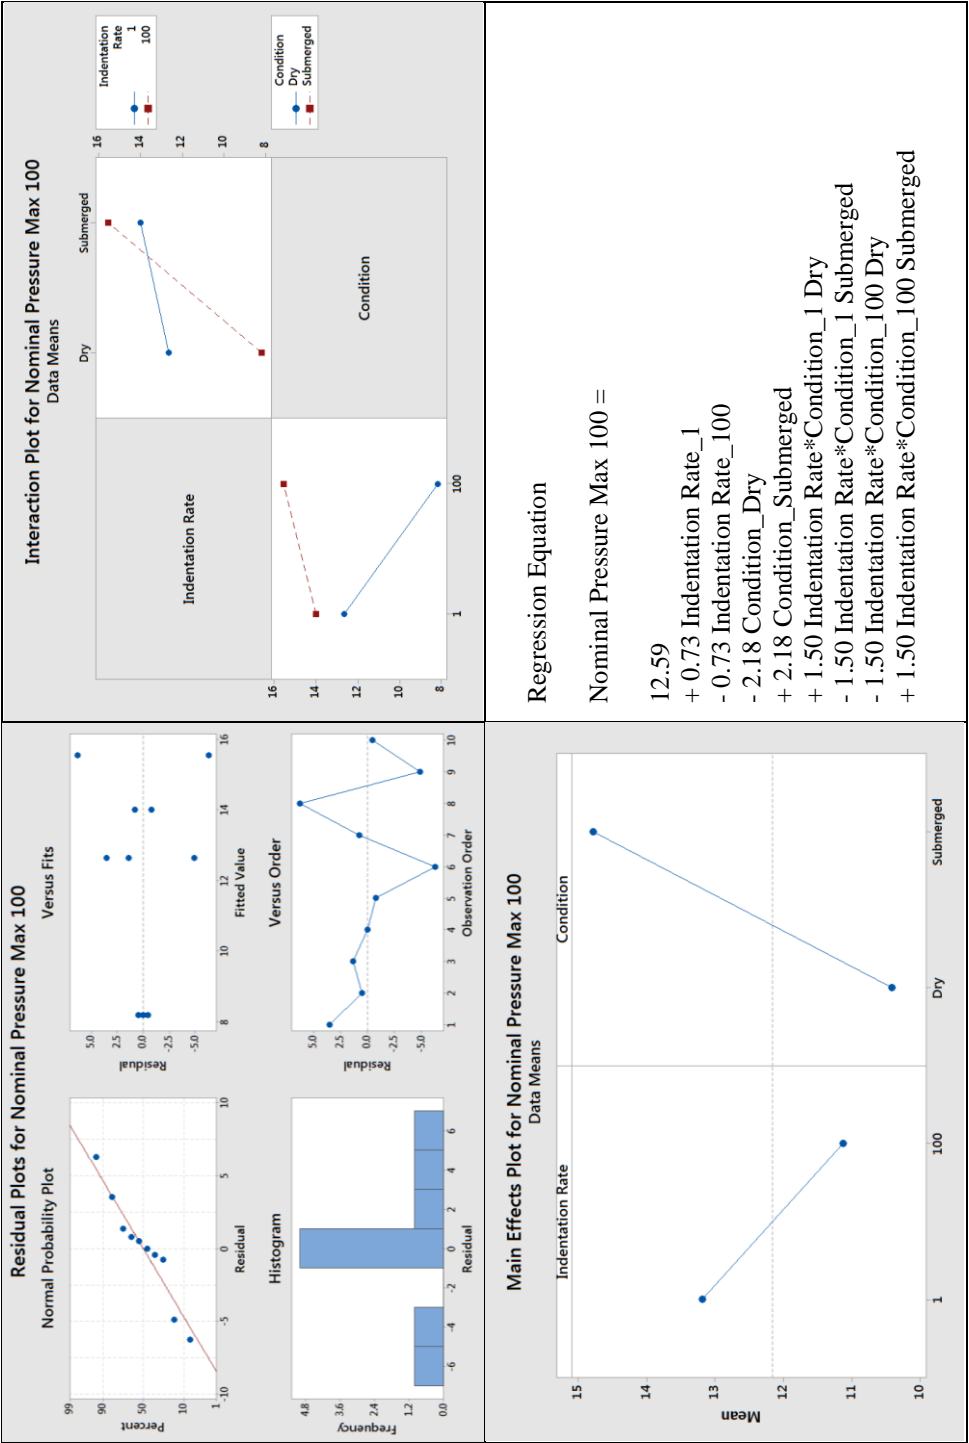 Residual Plots for Nominal Pressure Max 100
Normal Probability Plot
Versus Fits
99
90
50
10
1
Percent
-10
-5
0
5
10
Residual
5.0
2.5
0.0
-2.5
-5.0
Residual
8
10
12
14
16
Fitted Value
Histogram
Versus Order
4.8
3.6
2.4
1.2
0.0
Frequency
-6
-4
-2
0
2
4
6
Residual
5.0
2.5
0.0
-2.5
-5.0
Residual
1
2
3
4
5
6
7
8
9
10
Observation Order
Interaction Plot for Nominal Pressure Max 100
Data Means
Dry
Submerged
Indentation Rate
16
14
12
10
8
Indentation
Rate
1
100
16
14
12
10
8
1
100
Condition
Condition
Dry
Submerged
Main Effects Plot for Nominal Pressure Max 100
Data Means
Indentation Rate
Condition
15
14
13
12
11
10
Mean
1
100
Dry
Submerged
Regression Equation
Nominal Pressure Max 100 =
12.59
+ 0.73 Indentation Rate_1
- 0.73 Indentation Rate_100
- 2.18 Condition_Dry
+ 2.18 Condition_Submerged
+ 1.50 Indentation Rate*Condition_1 Dry
- 1.50 Indentation Rate*Condition_1 Submerged
- 1.50 Indentation Rate*Condition_100 Dry
+ 1.50 Indentation Rate*Condition_100 Submerged